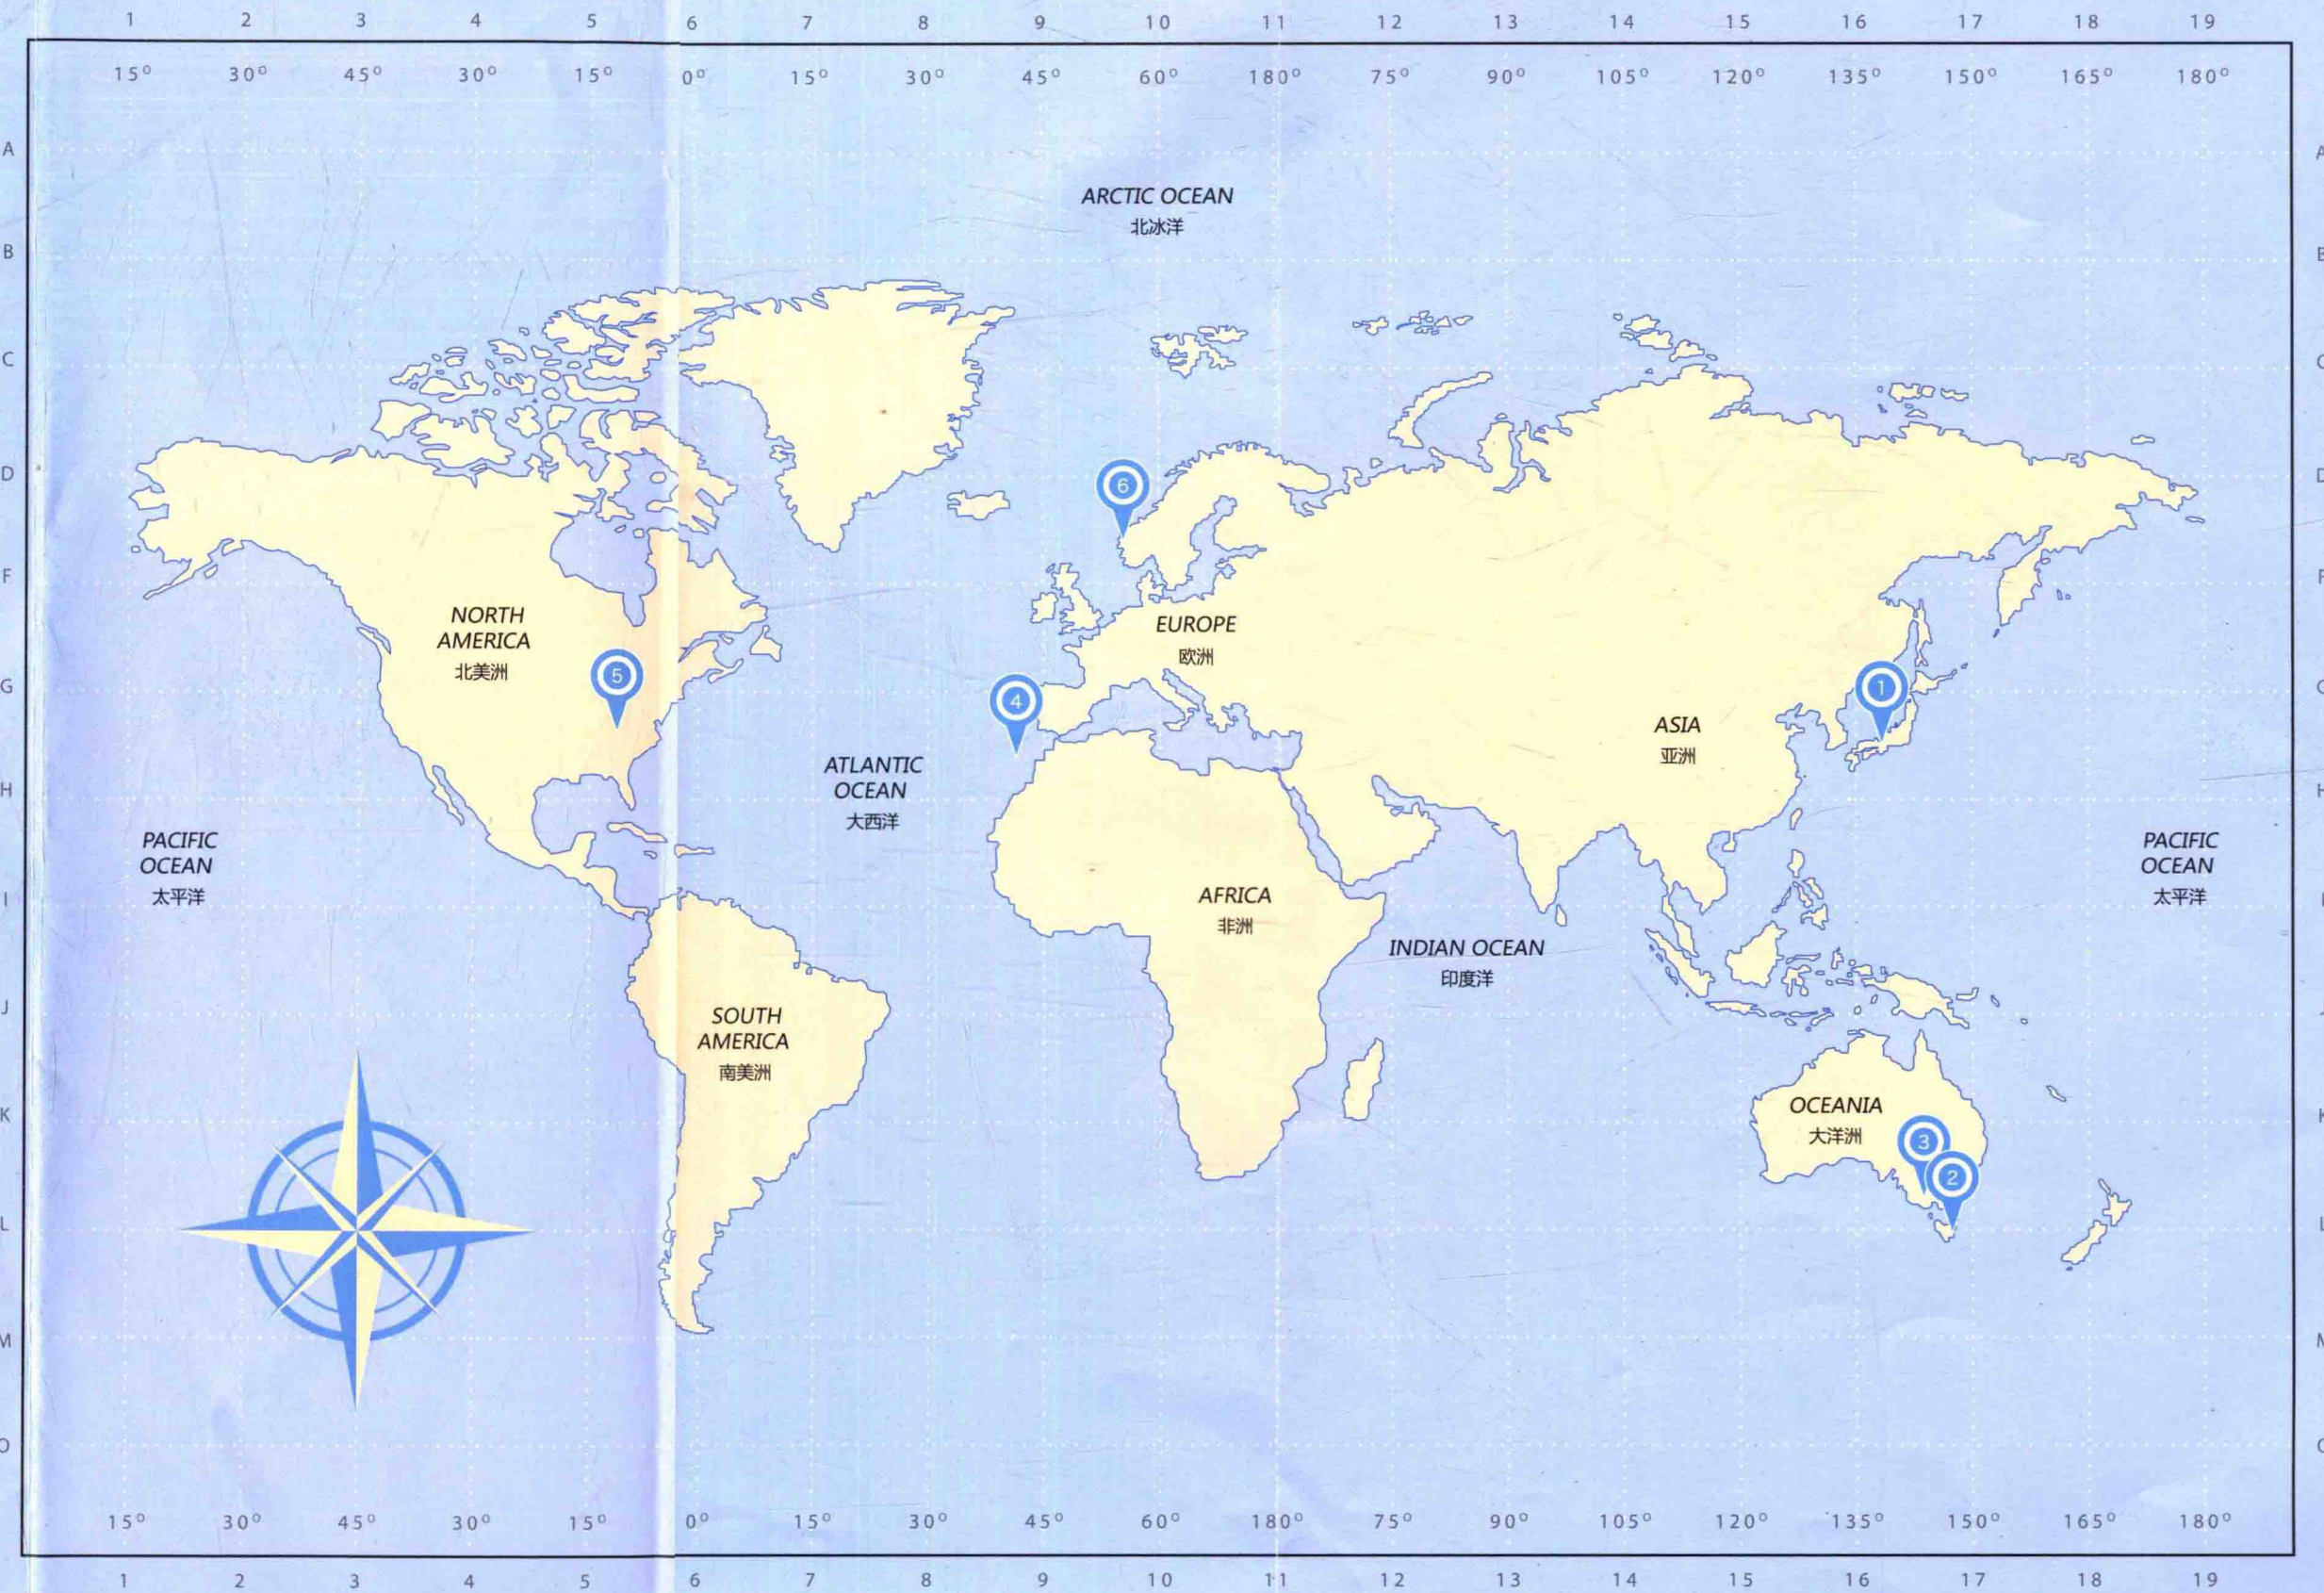 1 2 3 4 5 6 7 8 9 10 11 12 13 14 15 16 17 18 19
15° 30° 45° 30° 15° 0° 15° 30° 45° 60° 180° 75° 90° 105° 120° 135° 150° 165° 180°
A A
ARCTIC OCEAN
北冰洋
B B
C C
D D
6
F F
NORTH
AMERICA
北美洲
EUROPE
欧洲
5
G G
4
1
ASIA
亚洲
ATLANTIC
OCEAN
大西洋
H H
PACIFIC
OCEAN
太平洋
PACIFIC
OCEAN
太平洋
I I
AFRICA
非洲
INDIAN OCEAN
印度洋
J J
SOUTH
AMERICA
南美洲
OCEANIA
大洋洲
K K
3
2
L L
M M
O O
15° 30° 45° 30° 15° 0° 15° 30° 45° 60° 180° 75° 90° 105° 120° 135° 150° 165° 180°
1 2 3 4 5 6 7 8 9 10 11 12 13 14 15 16 17 18 19